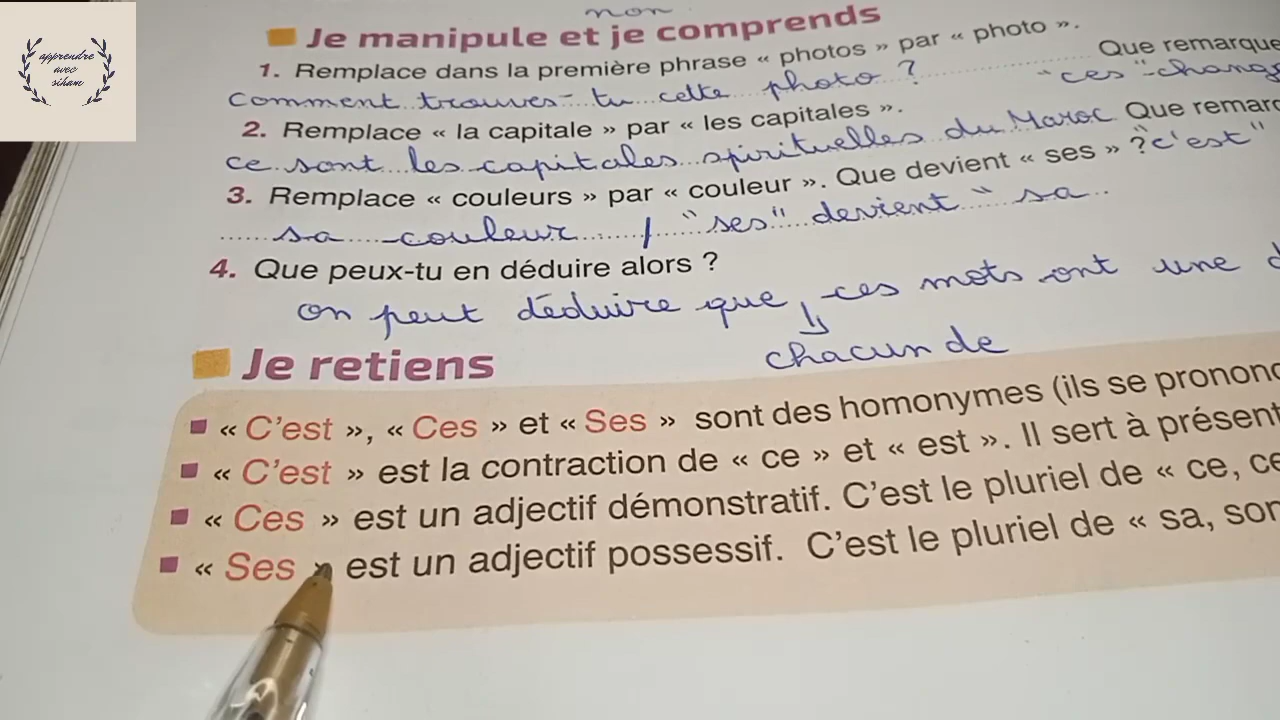 apprendre
avec
siham
non
Je manipule et je comprends
1. Remplace dans la première phrase « photos » par « photo ».
Que remarque
comment trouves-tu cette photo ?
"ces" chang
2. Remplace « la capitale » par « les capitales ».
Que remar
ce sont les capitales spirituelles du Maroc
"c'est"
3. Remplace « couleurs » par « couleur ». Que devient « ses » ?
sa couleur / "ses" devient "sa
4. Que peux-tu en déduire alors ?
on peut déduire que, ces mots ont une
chacun de
Je retiens
« C'est », « Ces » et « Ses » sont des homonymes (ils se prononc
« C'est » est la contraction de « ce » et « est ». Il sert à présent
« Ces » est un adjectif démonstratif. C'est le pluriel de « ce, ce
« Ses » est un adjectif possessif. C'est le pluriel de « sa, son